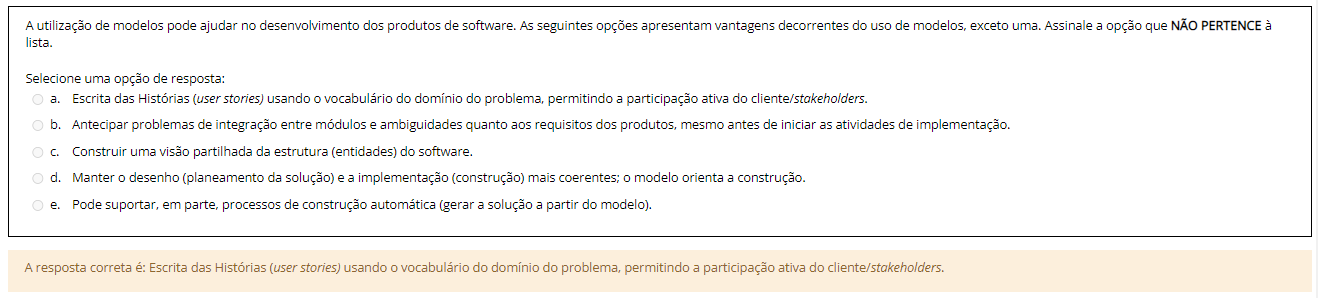 A utilização de modelos pode ajudar no desenvolvimento dos produtos de software. As seguintes opções apresentam vantagens decorrentes do uso de modelos, exceto uma. Assinale a opção que NÃO PERTENCE à
lista.
Selecione uma opção de resposta:
a. Escrita das Histórias (user stories) usando o vocabulário do domínio do problema, permitindo a participação ativa do cliente/stakeholders.
b. Antecipar problemas de integração entre módulos e ambiguidades quanto aos requisitos dos produtos, mesmo antes de iniciar as atividades de implementação.
c. Construir uma visão partilhada da estrutura (entidades) do software.
d. Manter o desenho (planeamento da solução) e a implementação (construção) mais coerentes; o modelo orienta a construção.
e. Pode suportar, em parte, processos de construção automática (gerar a solução a partir do modelo).
A resposta correta é: Escrita das Histórias (user stories) usando o vocabulário do domínio do problema, permitindo a participação ativa do cliente/stakeholders.